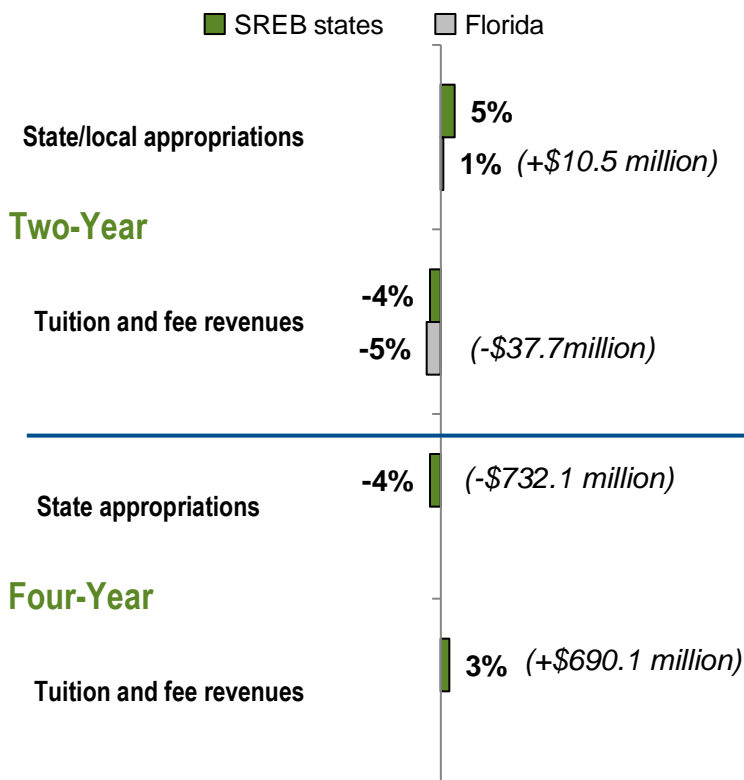 SREB states
Florida
State/local appropriations
5%
1% (+$10.5 million)
Two-Year
Tuition and fee revenues
-4%
-5% (-$37.7million)
State appropriations
-4% (-$732.1 million)
Four-Year
Tuition and fee revenues
3% (+$690.1 million)